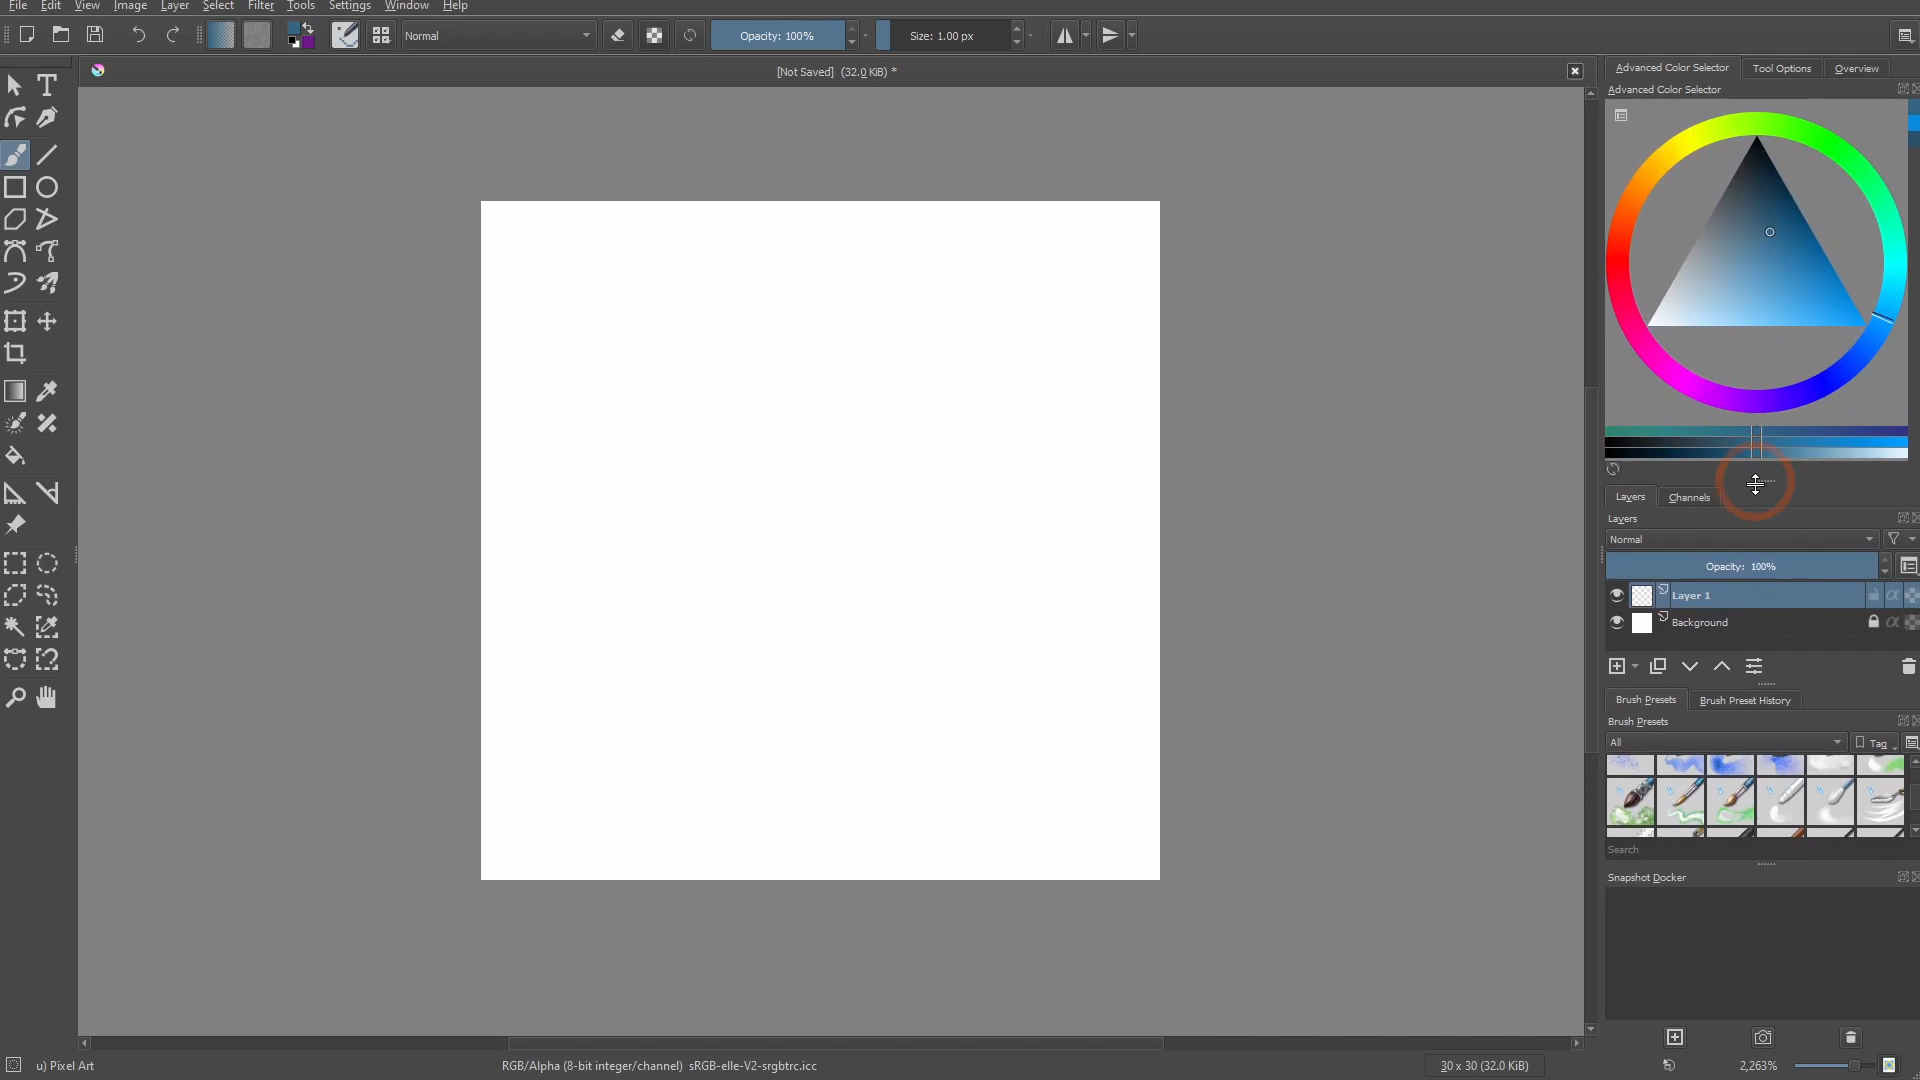 File Edit View Image Layer Select Filter Tools Settings Window Help
Normal Opacity: 100% Size: 1.00 px
[Not Saved] (32.0 KiB) *
Advanced Color Selector Tool Options Overview
Advanced Color Selector
Layers Channels
Layers
Normal
Opacity: 100%
Layer 1
Background
Brush Presets Brush Preset History
Brush Presets
All Tag
Search
Snapshot Docker
u) Pixel Art RGB/Alpha (8-bit integer/channel) sRGB-elle-V2-srgbtrc.icc 30 x 30 (32.0 KiB) 2,263%